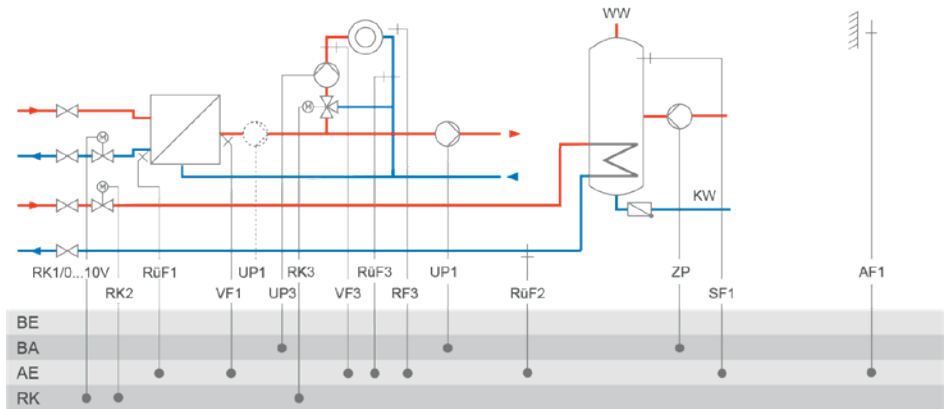 WW
M
M
M
KW
RK1/0...10V RüF1 UP1 RK3 RüF3 UP1 ZP AF1
RK2 VF1 UP3 VF3 RF3 RüF2 SF1
BE
BA
AE
RK